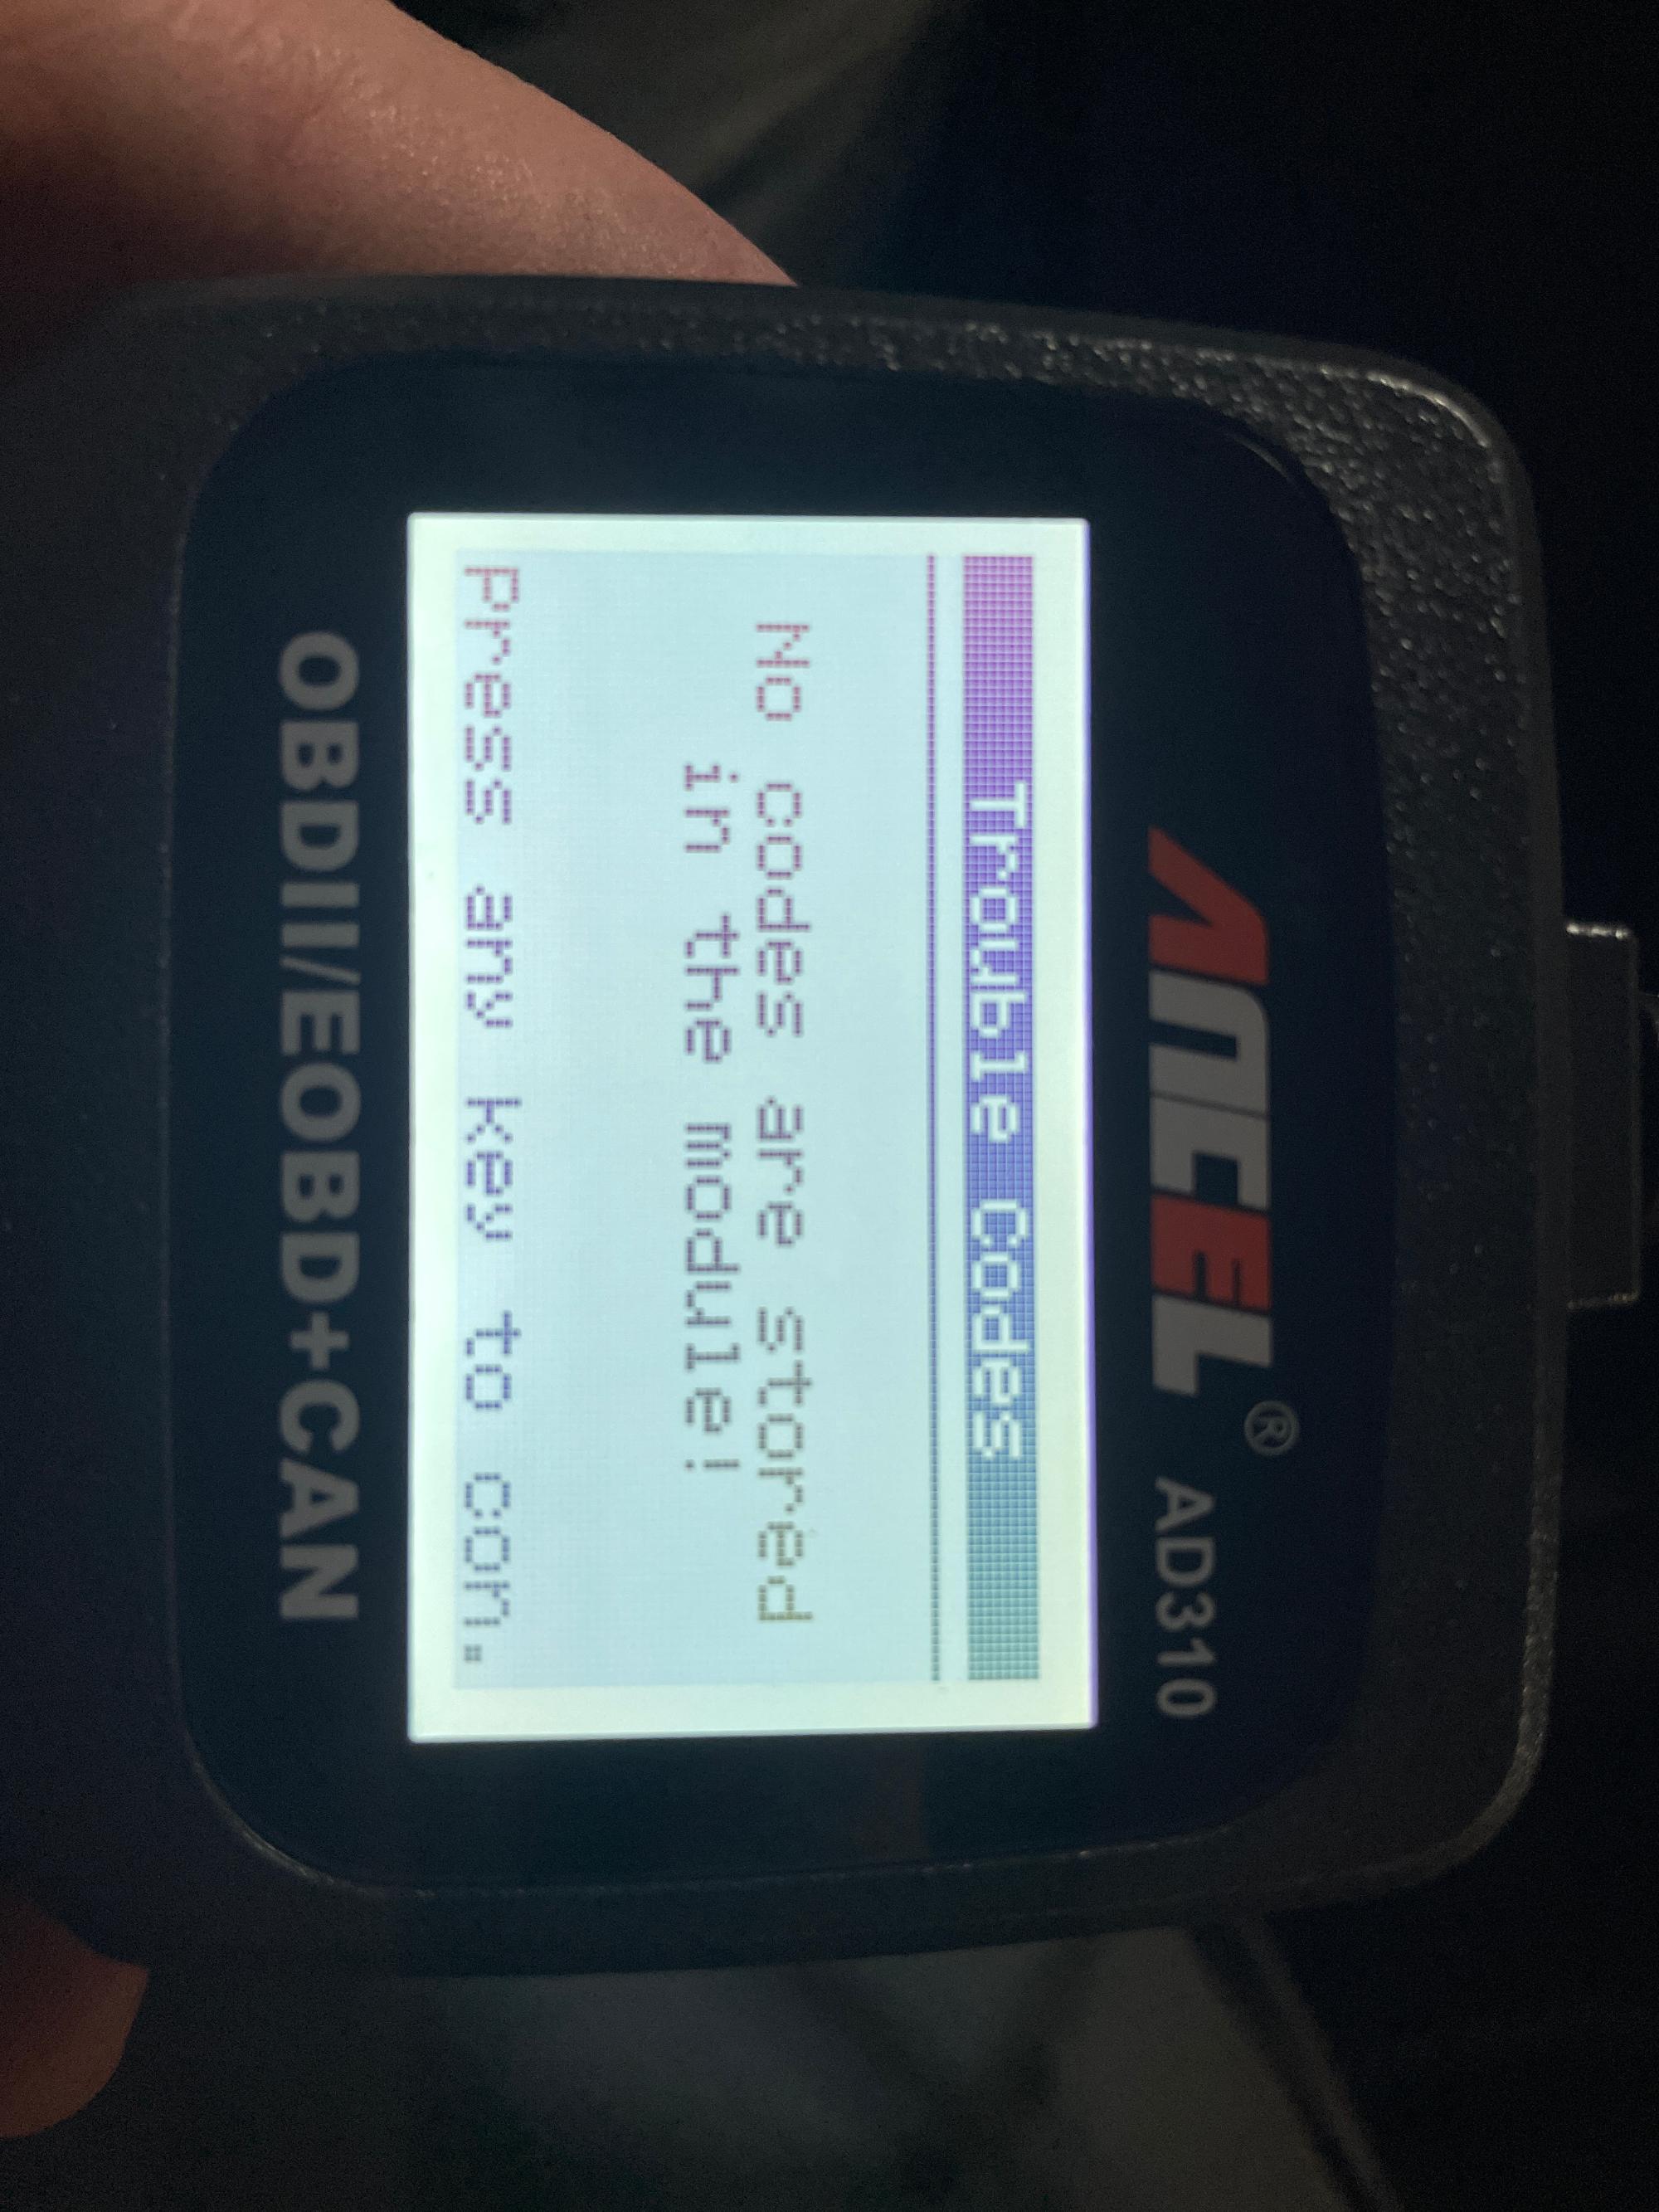 ANCEL® AD310
Trouble Codes
No codes are stored
in the module!
Press any key to con.
OBDII/EOBD+CAN